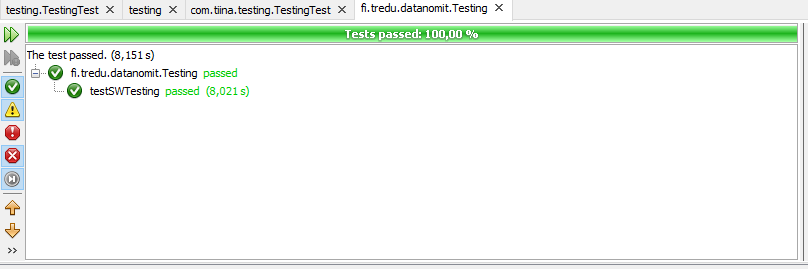 testing.TestingTest testing com.tiina.testing.TestingTest fi.tredu.datanomit.Testing
Tests passed: 100,00 %
The test passed. (8,151 s)
fi.tredu.datanomit.Testing passed
testSWTesting passed (8,021 s)